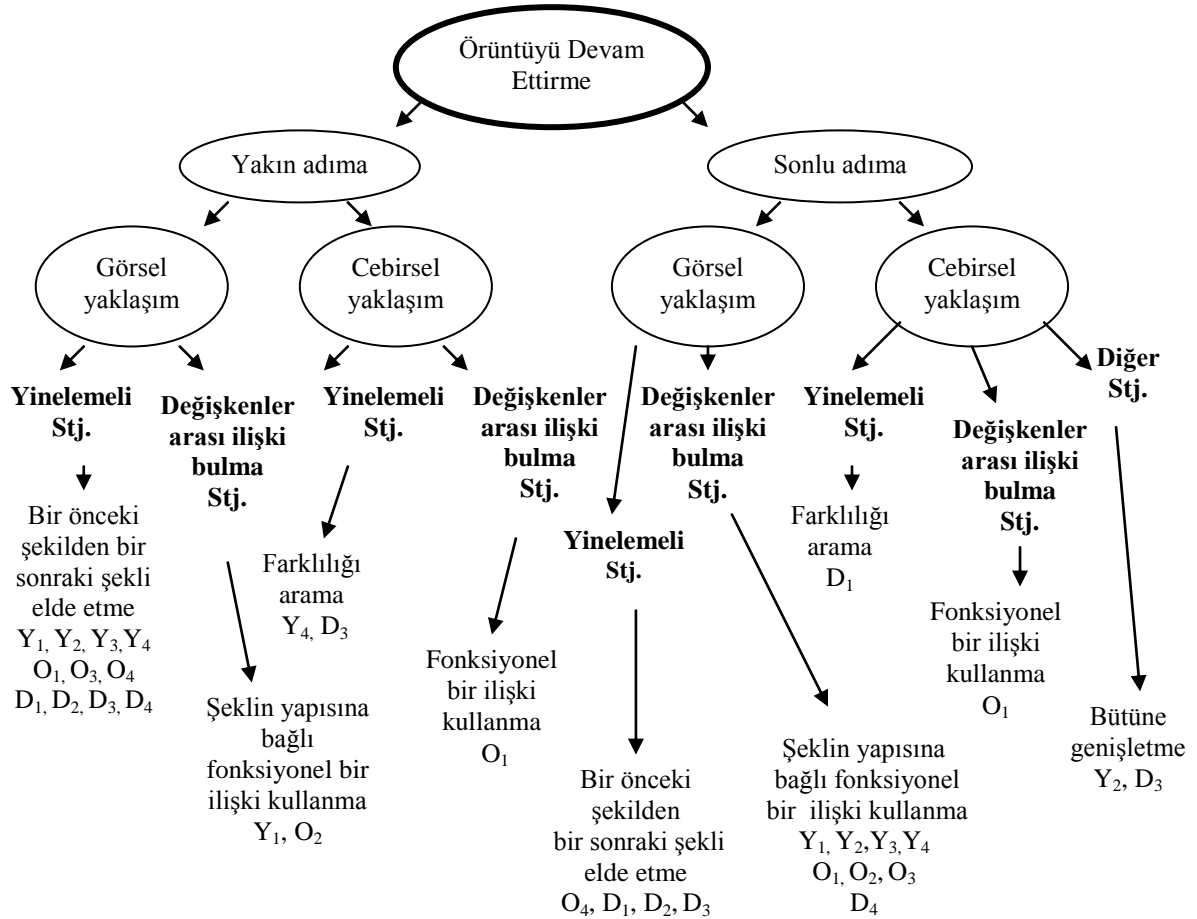 Örüntüyü Devam
Ettirme
Yakın adıma
Sonlu adıma
Görsel
yaklaşım
Cebirsel
yaklaşım
Görsel
yaklaşım
Cebirsel
yaklaşım
Yinelemeli
Stj.
Değişkenler
arası ilişki
bulma
Stj.
Yinelemeli
Stj.
Değişkenler
arası ilişki
bulma
Stj.
Yinelemeli
Stj.
Değişkenler
arası ilişki
bulma
Stj.
Yinelemeli
Stj.
Değişkenler
arası ilişki
bulma
Stj.
Diğer
Stj.
Bir önceki
şekilden bir
sonraki şekli
elde etme
Y₁, Y₂, Y₃,Y₄
O₁, O₃, O₄
D₁, D₂, D₃, D₄
Şeklin yapısına
bağlı
fonksiyonel bir
ilişki kullanma
Y₁, O₂
Farklılığı
arama
Y₄, D₃
Fonksiyonel
bir ilişki
kullanma
O₁
Bir önceki
şekilden
bir sonraki şekli
elde etme
O₄, D₁, D₂, D₃
Şeklin yapısına
bağlı fonksiyonel
bir ilişki kullanma
Y₁, Y₂,Y₃,Y₄
O₁, O₂, O₃
D₄
Farklılığı
arama
D₁
Fonksiyonel
bir ilişki
kullanma
O₁
Bütüne
genişletme
Y₂, D₃